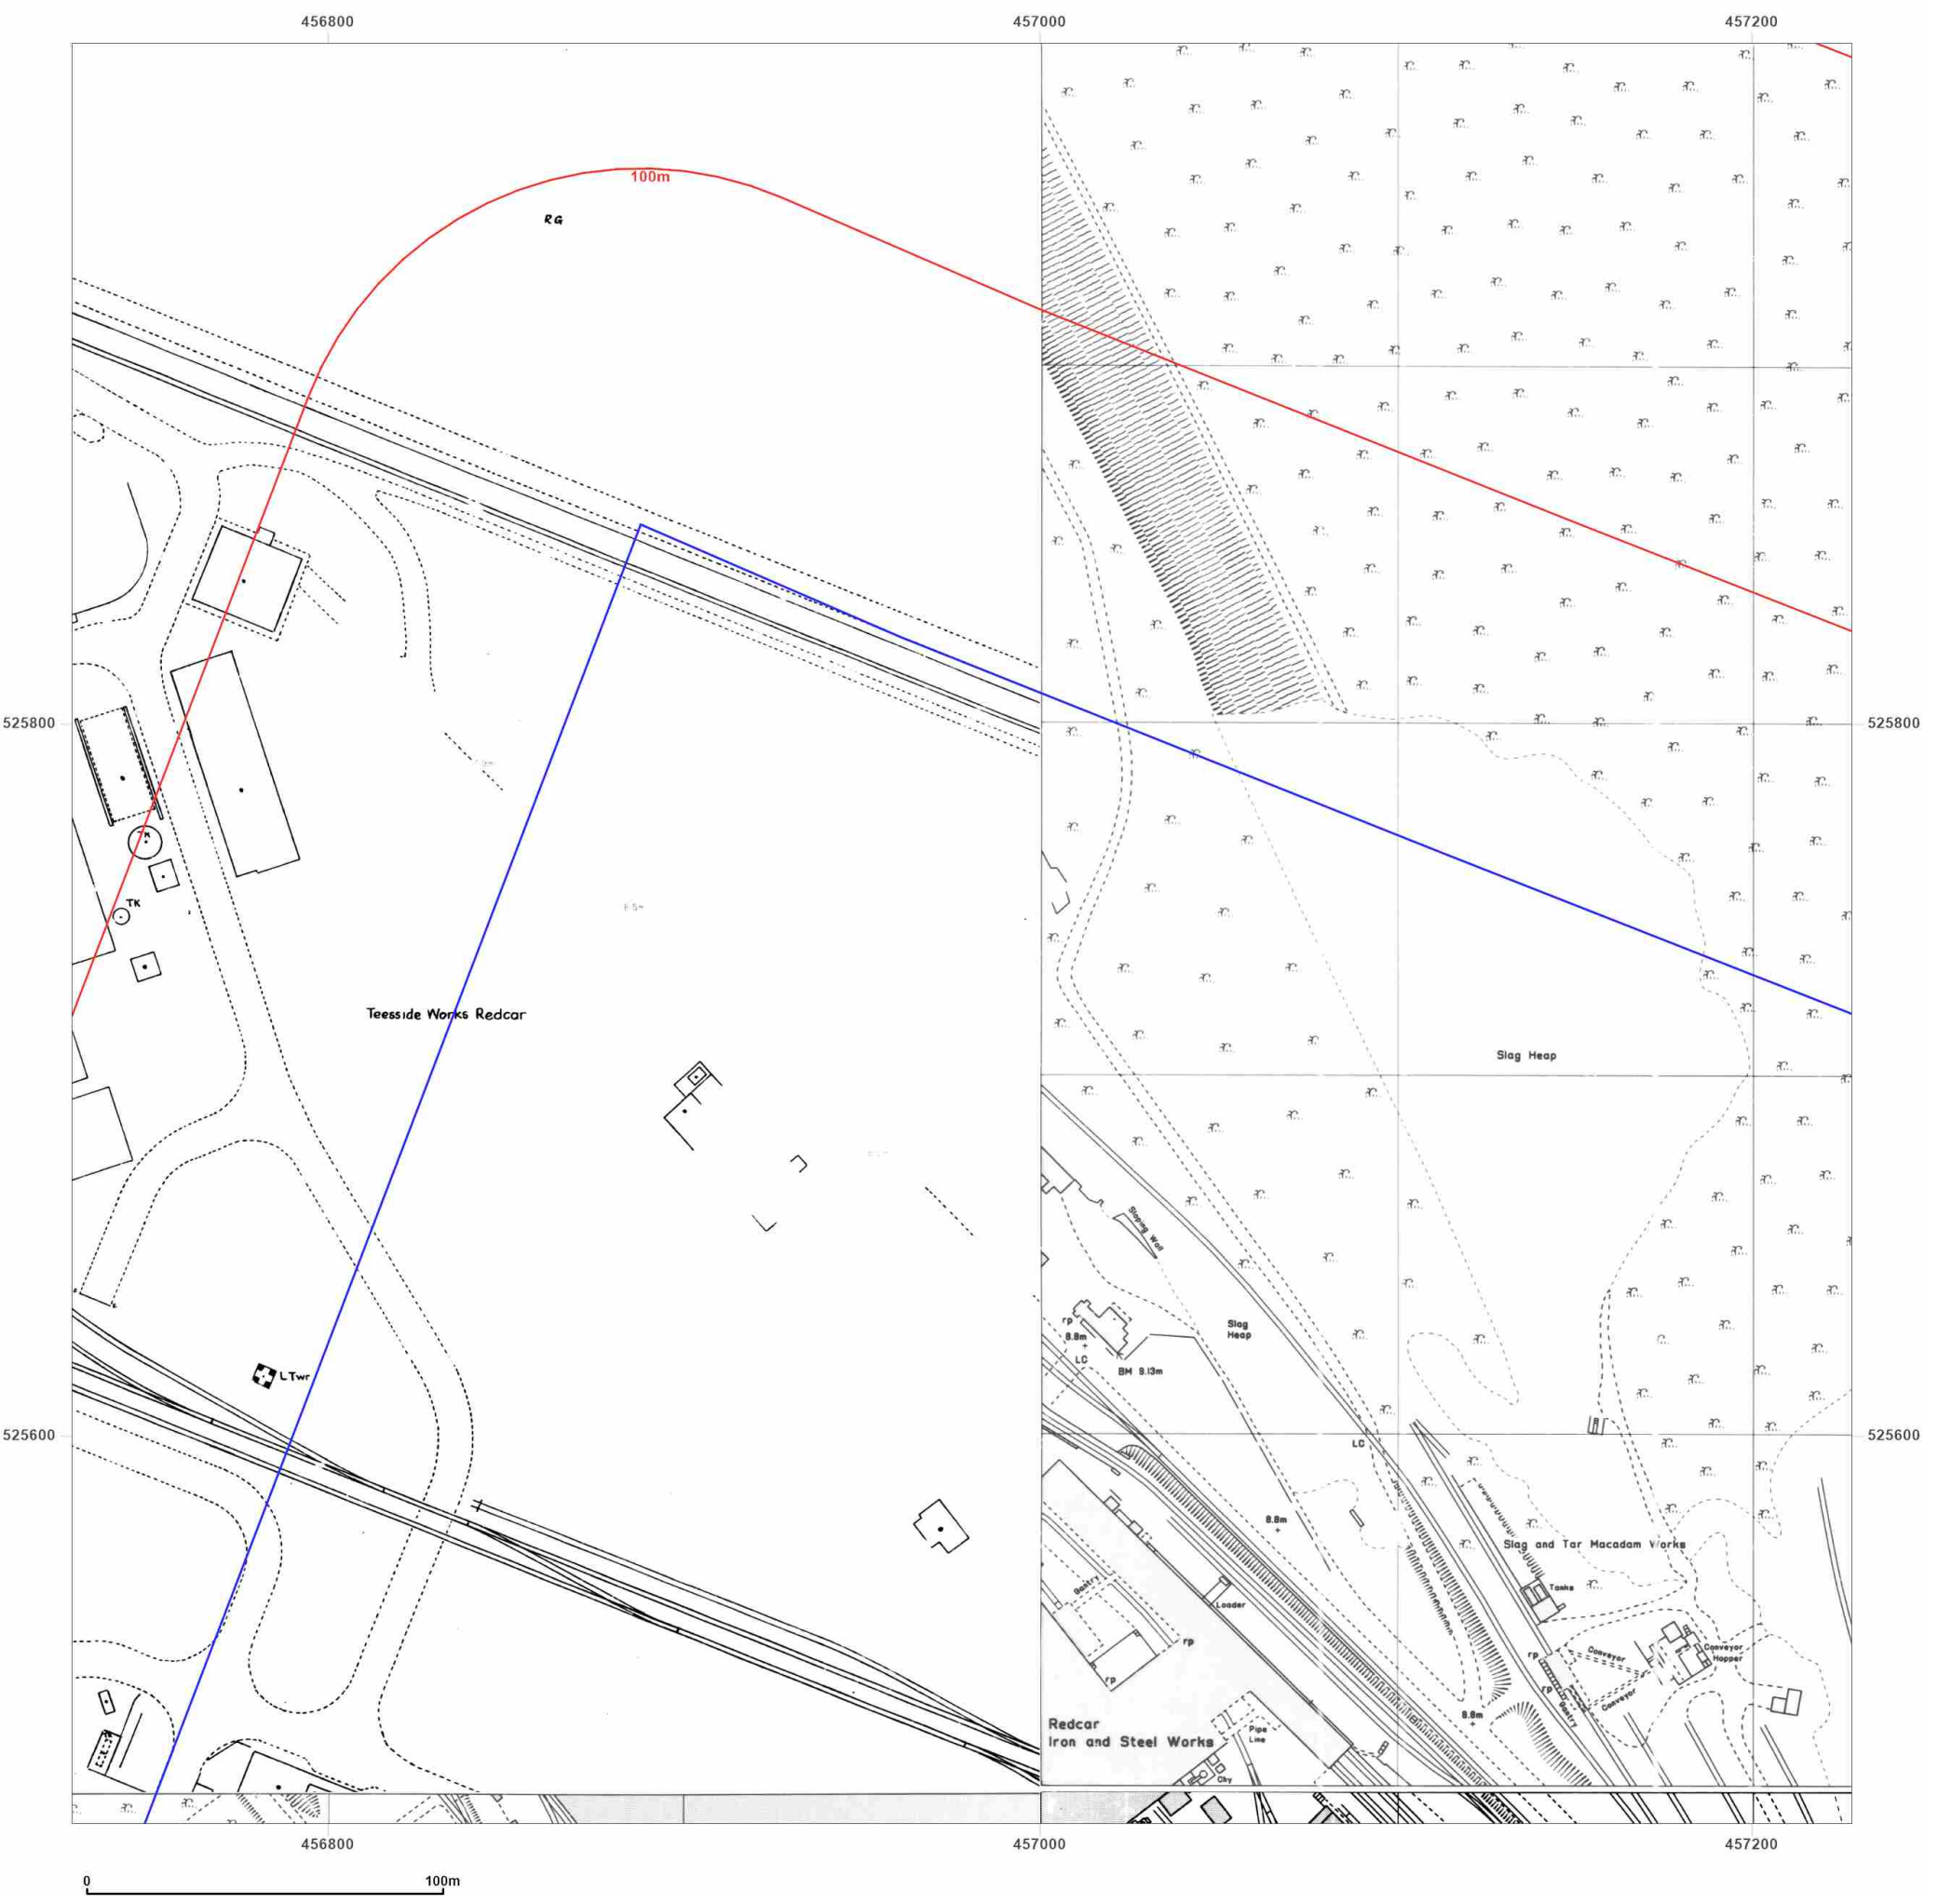 456800 457000 457200
100m
RG
525800 525800
TK
Teesside Works Redcar
Slag Heap
Sloping Wall
rp
8.8m
LC
Slag
Heap
BM 9.13m
LTwr
525600 525600
LC
8.8m
Slag and Tar Macadam Works
Gantry
Loader
Tanks
rp
rp
rp
Conveyor
Conveyor
Hopper
rp
Conveyor
Gantry
8.8m
Redcar
Iron and Steel Works
Pipe
Line
Chy
456800 457000 457200
0 100m